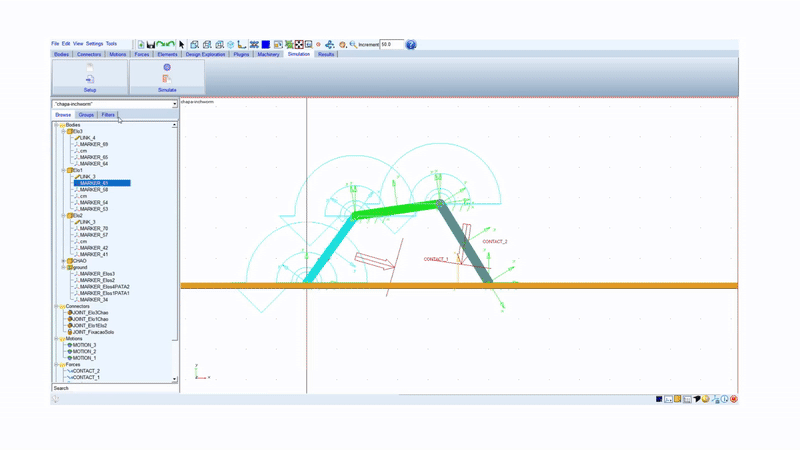 File Edit View Settings Tools
Increment 50.0
Bodies Connectors Motions Forces Elements Design Exploration Plugins Machinery Simulation Results
Setup
Simulate
"chapa-inchworm"
chapa-inchworm
Browse Groups Filters
Bodies
Elo3
LINK_4
MARKER_69
cm
MARKER_65
MARKER_64
Elo1
LINK_3
MARKER_61
MARKER_58
cm
MARKER_54
MARKER_53
Elo2
LINK_3
MARKER_70
MARKER_57
cm
MARKER_42
MARKER_41
CHAO
ground
MARKER_Elos3
MARKER_Elos2
MARKER_Elos4PATA2
MARKER_Elos1PATA1
MARKER_34
Connectors
JOINT_Elo3Chao
JOINT_Elo1Chao
JOINT_Elo1Elo2
JOINT_FixacaoSolo
Motions
MOTION_3
MOTION_2
MOTION_1
Forces
CONTACT_2
CONTACT_1
Search
CONTACT_2
CONTACT_1